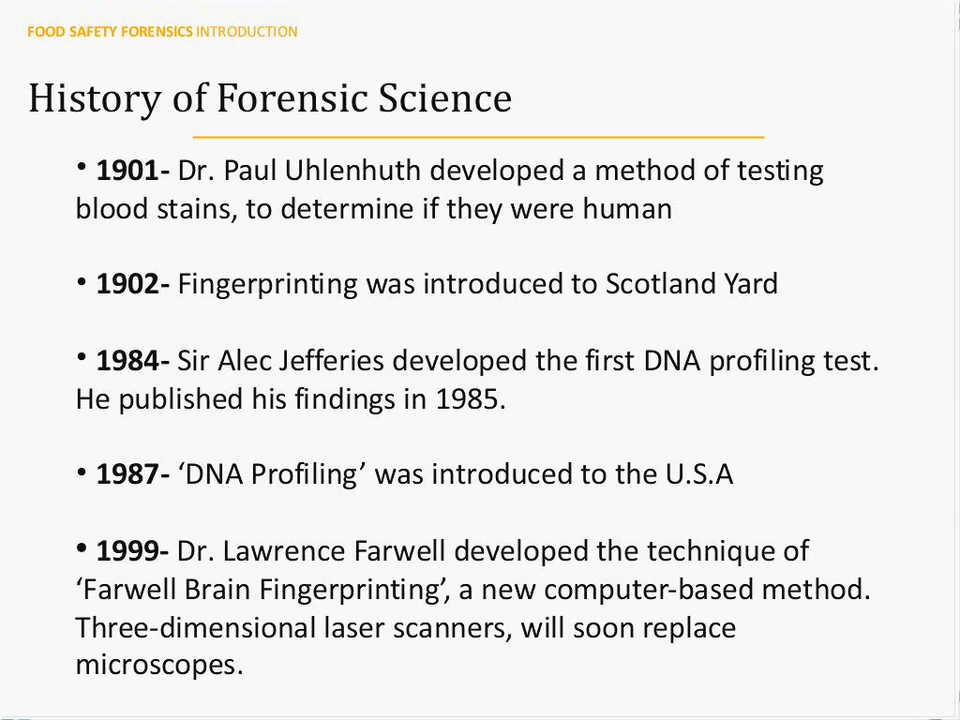 FOOD SAFETY FORENSICS INTRODUCTION
History of Forensic Science
• 1901- Dr. Paul Uhlenhuth developed a method of testing
blood stains, to determine if they were human
• 1902- Fingerprinting was introduced to Scotland Yard
• 1984- Sir Alec Jefferies developed the first DNA profiling test.
He published his findings in 1985.
• 1987- ‘DNA Profiling’ was introduced to the U.S.A
• 1999- Dr. Lawrence Farwell developed the technique of
‘Farwell Brain Fingerprinting’, a new computer-based method.
Three-dimensional laser scanners, will soon replace
microscopes.